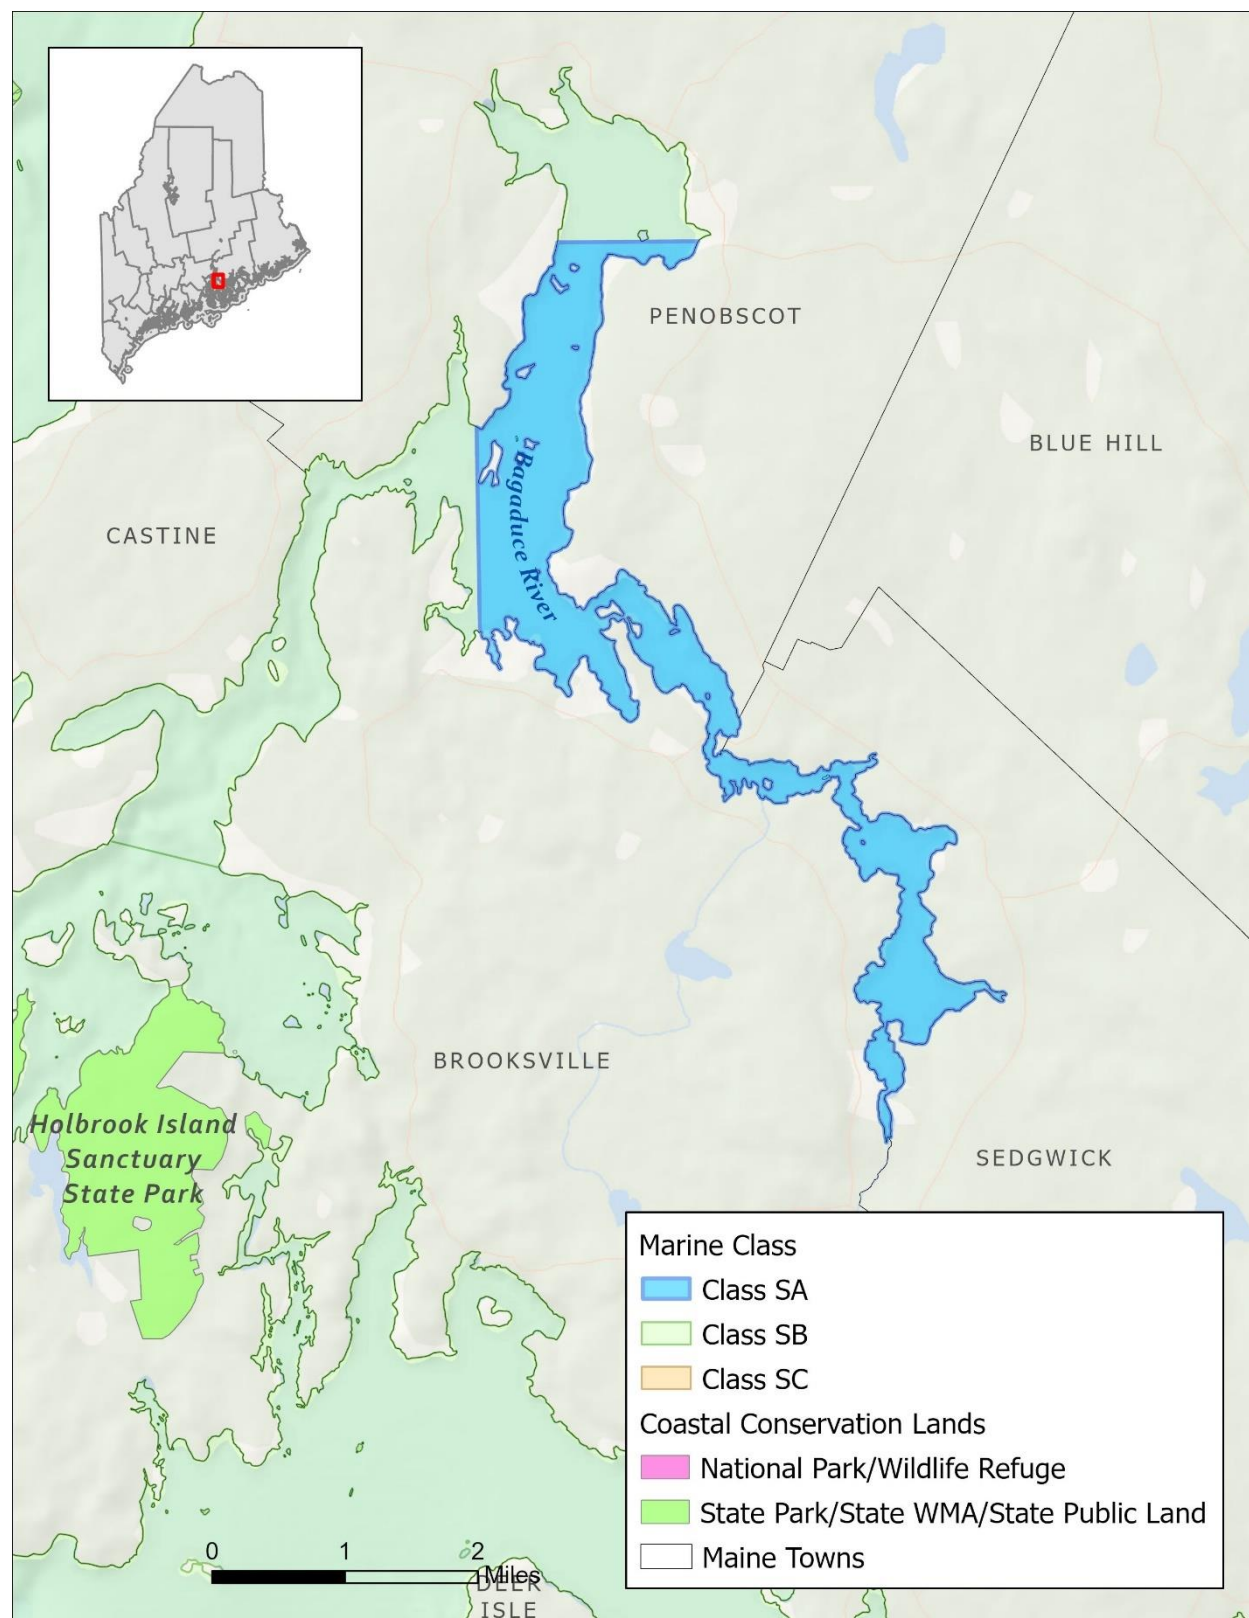 PENOBSCOT
BLUE HILL
Bagaduce River
CASTINE
BROOKSVILLE
Holbrook Island
Sanctuary
State Park
SEDGWICK
Marine Class
Class SA
Class SB
Class SC
Coastal Conservation Lands
National Park/Wildlife Refuge
State Park/State WMA/State Public Land
Maine Towns
0 1 2
Miles
DEER
ISLE